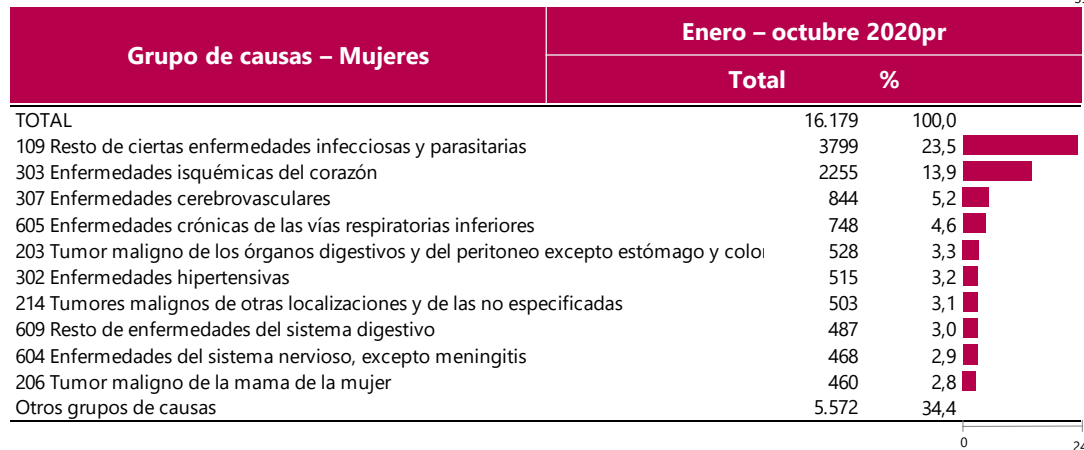 Grupo de causas – Mujeres
Enero – octubre 2020pr
Total %
TOTAL 16.179 100,0
109 Resto de ciertas enfermedades infecciosas y parasitarias 3799 23,5
303 Enfermedades isquémicas del corazón 2255 13,9
307 Enfermedades cerebrovasculares 844 5,2
605 Enfermedades crónicas de las vías respiratorias inferiores 748 4,6
203 Tumor maligno de los órganos digestivos y del peritoneo excepto estómago y 528 3,3
302 Enfermedades hipertensivas 515 3,2
214 Tumores malignos de otras localizaciones y de las no especificadas 503 3,1
609 Resto de enfermedades del sistema digestivo 487 3,0
604 Enfermedades del sistema nervioso, excepto meningitis 468 2,9
206 Tumor maligno de la mama de la mujer 460 2,8
Otros grupos de causas 5.572 34,4
0 24